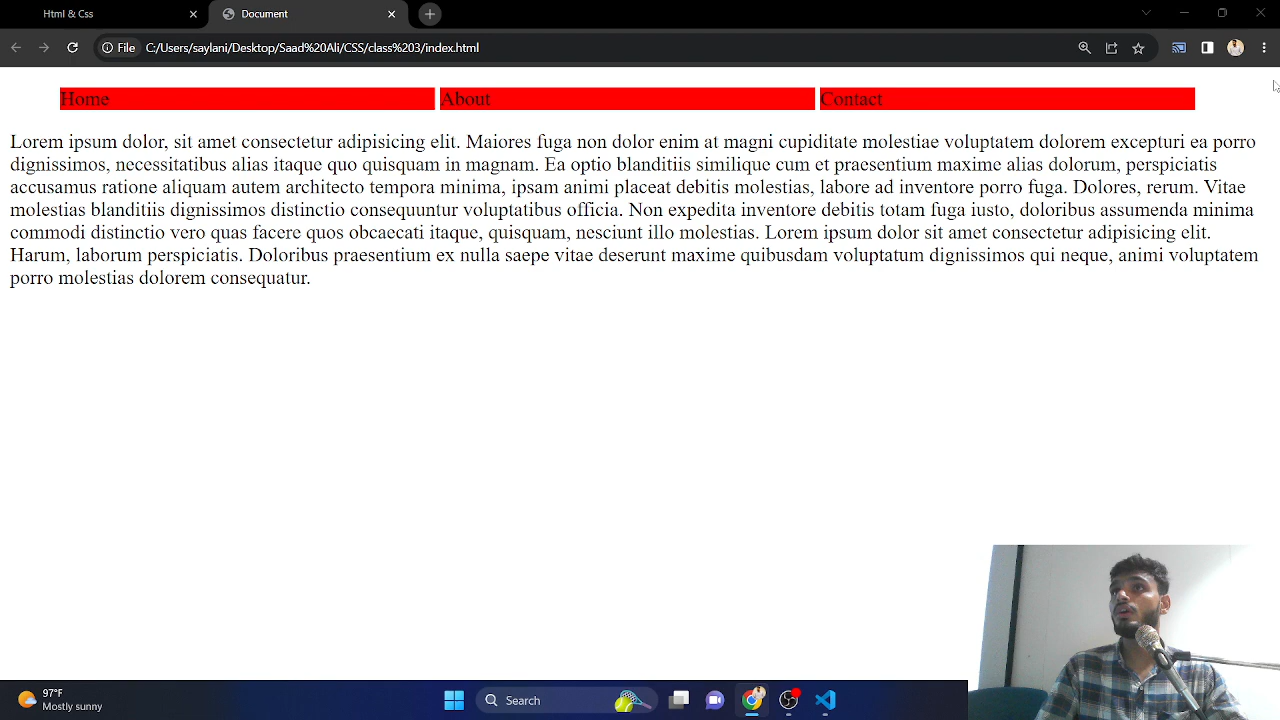 Html & Css
Document
File
C:/Users/saylani/Desktop/Saad%20Ali/CSS/class%203/index.html
Home
About
Contact
Lorem ipsum dolor, sit amet consectetur adipisicing elit. Maiores fuga non dolor enim at magni cupiditate molestiae voluptatem dolorem excepturi ea porro
dignissimos, necessitatibus alias itaque quo quisquam in magnam. Ea optio blanditiis similique cum et praesentium maxime alias dolorum, perspiciatis
accusamus ratione aliquam autem architecto tempora minima, ipsam animi placeat debitis molestias, labore ad inventore porro fuga. Dolores, rerum. Vitae
molestias blanditiis dignissimos distinctio consequuntur voluptatibus officia. Non expedita inventore debitis totam fuga iusto, doloribus assumenda minima
commodi distinctio vero quas facere quos obcaecati itaque, quisquam, nesciunt illo molestias. Lorem ipsum dolor sit amet consectetur adipisicing elit.
Harum, laborum perspiciatis. Doloribus praesentium ex nulla saepe vitae deserunt maxime quibusdam voluptatum dignissimos qui neque, animi voluptatem
porro molestias dolorem consequatur.
97°F
Mostly sunny
Search